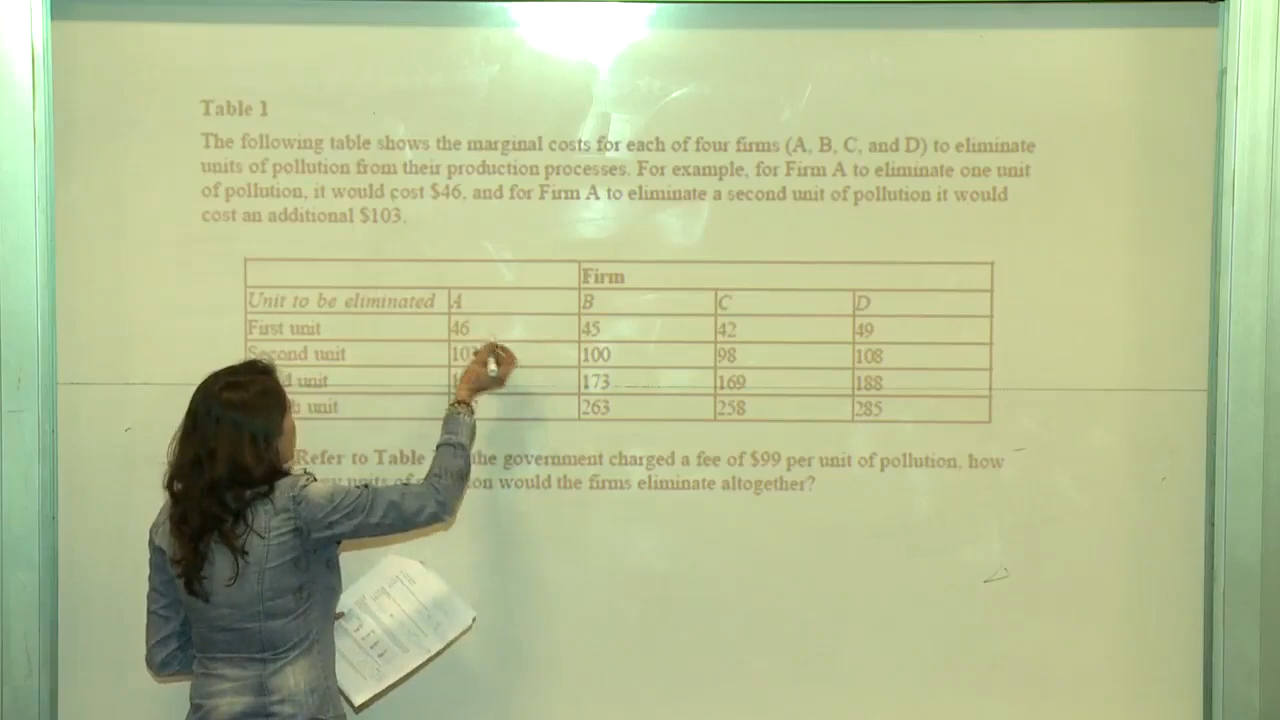 Table 1
The following table shows the marginal costs for each of four firms (A, B, C, and D) to eliminate
units of pollution from their production processes. For example, for Firm A to eliminate one unit
of pollution, it would cost $46, and for Firm A to eliminate a second unit of pollution it would
cost an additional $103.
Firm
Unit to be eliminated A B C D
First unit 46 45 42 49
Second unit 100 98 108
unit 173 169 188
unit 263 258 285
Refer to Table the government charged a fee of $99 per unit of pollution, how
units of would the firms eliminate altogether?